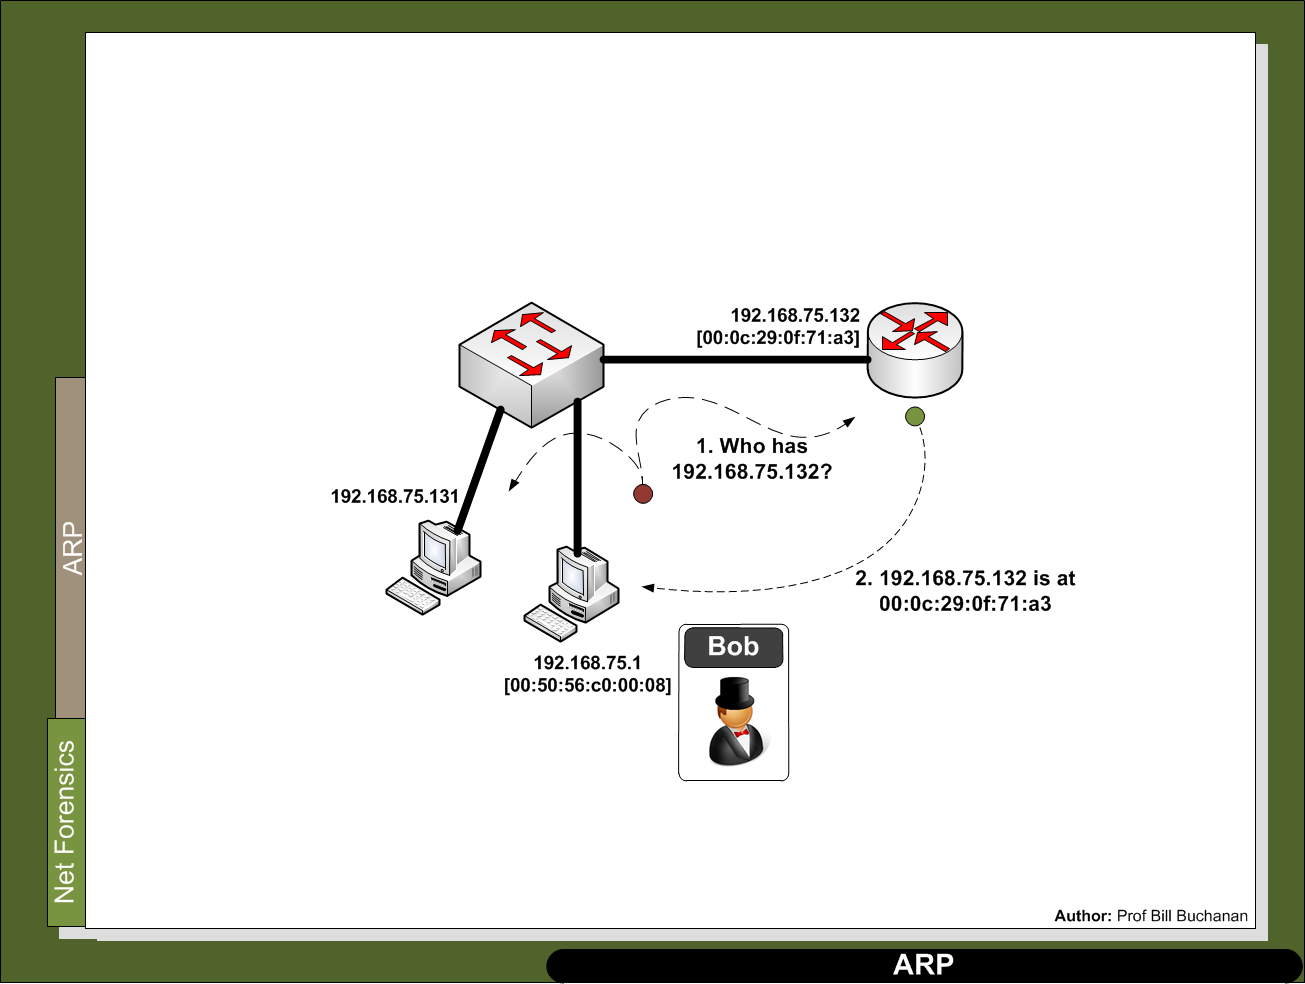 192.168.75.132
[00:0c:29:0f:71:a3]
1. Who has
192.168.75.132?
192.168.75.131
2. 192.168.75.132 is at
00:0c:29:0f:71:a3
192.168.75.1
[00:50:56:c0:00:08]
Bob
ARP
Net Forensics
Author: Prof Bill Buchanan
ARP